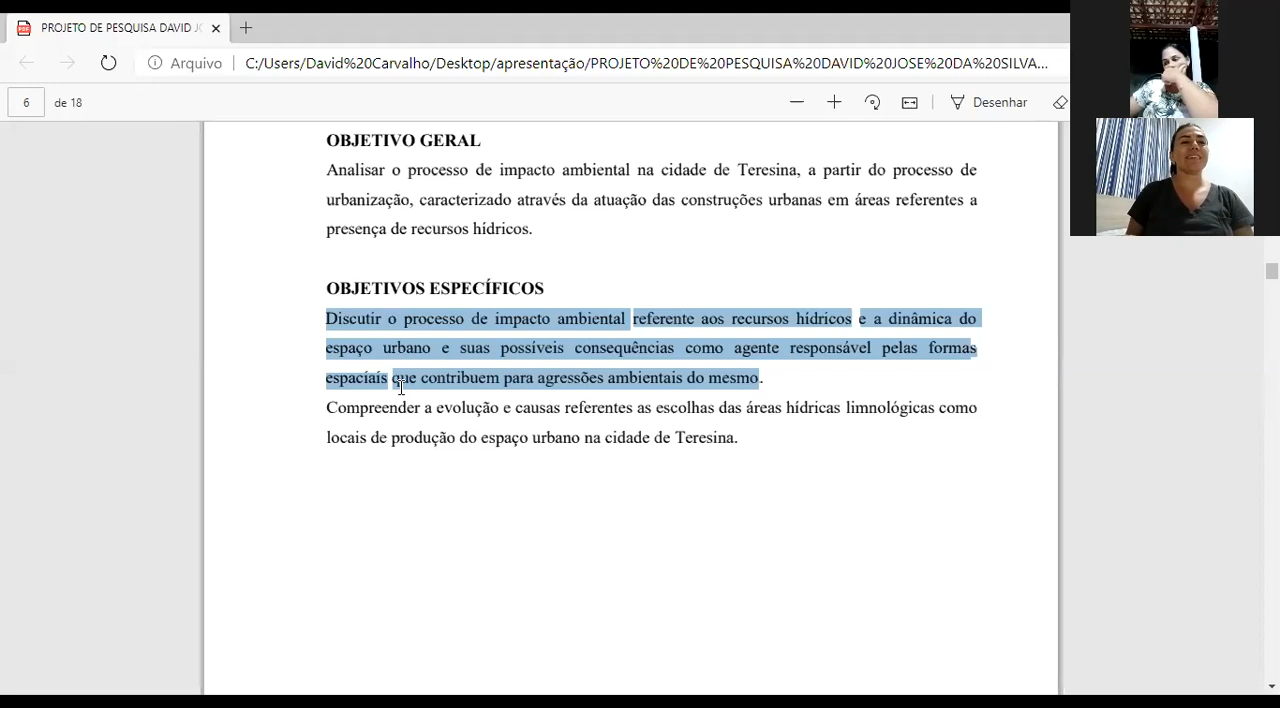 PROJETO DE PESQUISA DAVID JO
Arquivo
C:/Users/David%20Carvalho/Desktop/apresentação/PROJETO%20DE%20PESQUISA%20DAVID%20JOSE%20DA%20SILVA...
6 de 18
Desenhar
OBJETIVO GERAL
Analisar o processo de impacto ambiental na cidade de Teresina, a partir do processo de
urbanização, caracterizado através da atuação das construções urbanas em áreas referentes a
presença de recursos hídricos.
OBJETIVOS ESPECÍFICOS
Discutir o processo de impacto ambiental referente aos recursos hídricos e a dinâmica do
espaço urbano e suas possíveis consequências como agente responsável pelas formas
espaciais que contribuem para agressões ambientais do mesmo.
Compreender a evolução e causas referentes as escolhas das áreas hídricas limnológicas como
locais de produção do espaço urbano na cidade de Teresina.